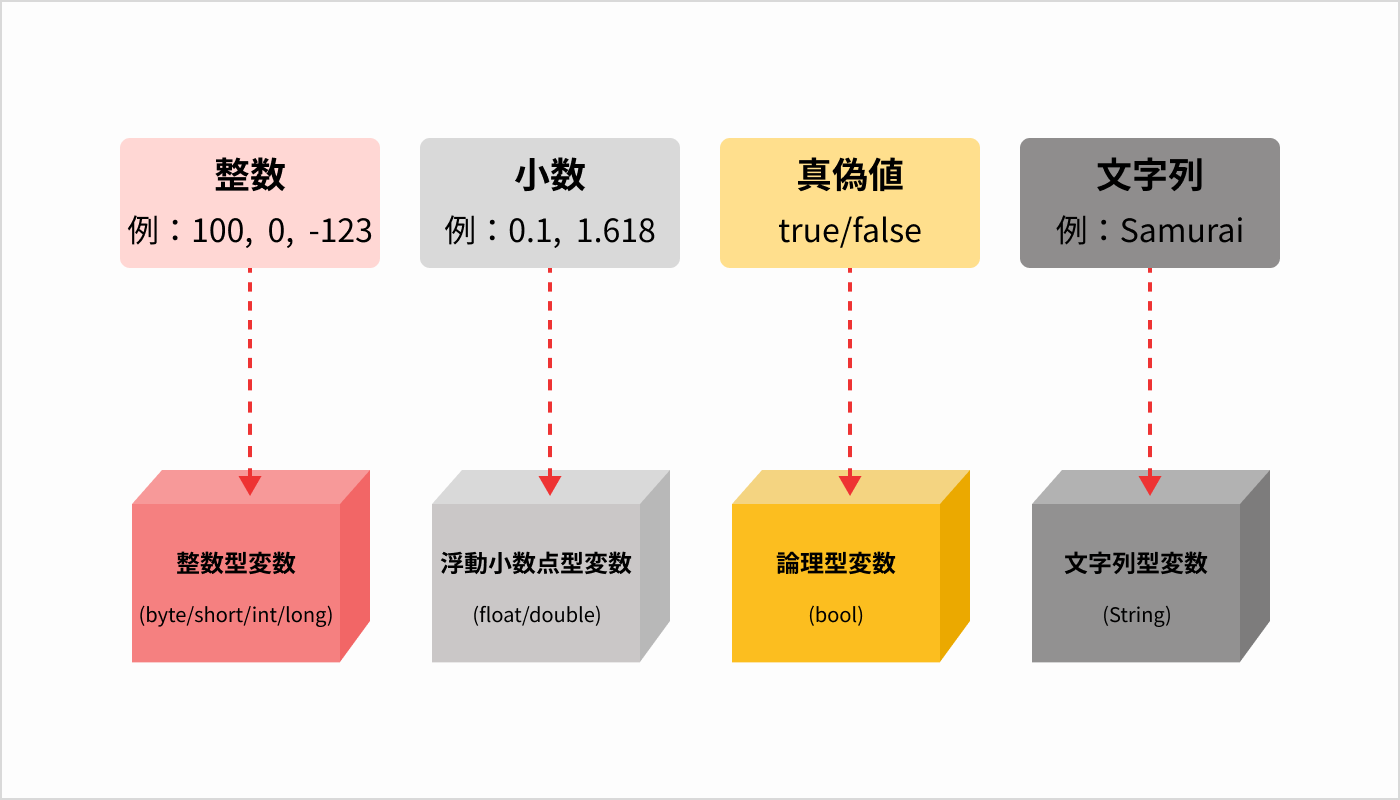 整数
例：100, 0, -123
小数
例：0.1, 1.618
真偽値
true/false
文字列
例：Samurai
整数型変数
(byte/short/int/long)
浮動小数点型変数
(float/double)
論理型変数
(bool)
文字列型変数
(String)